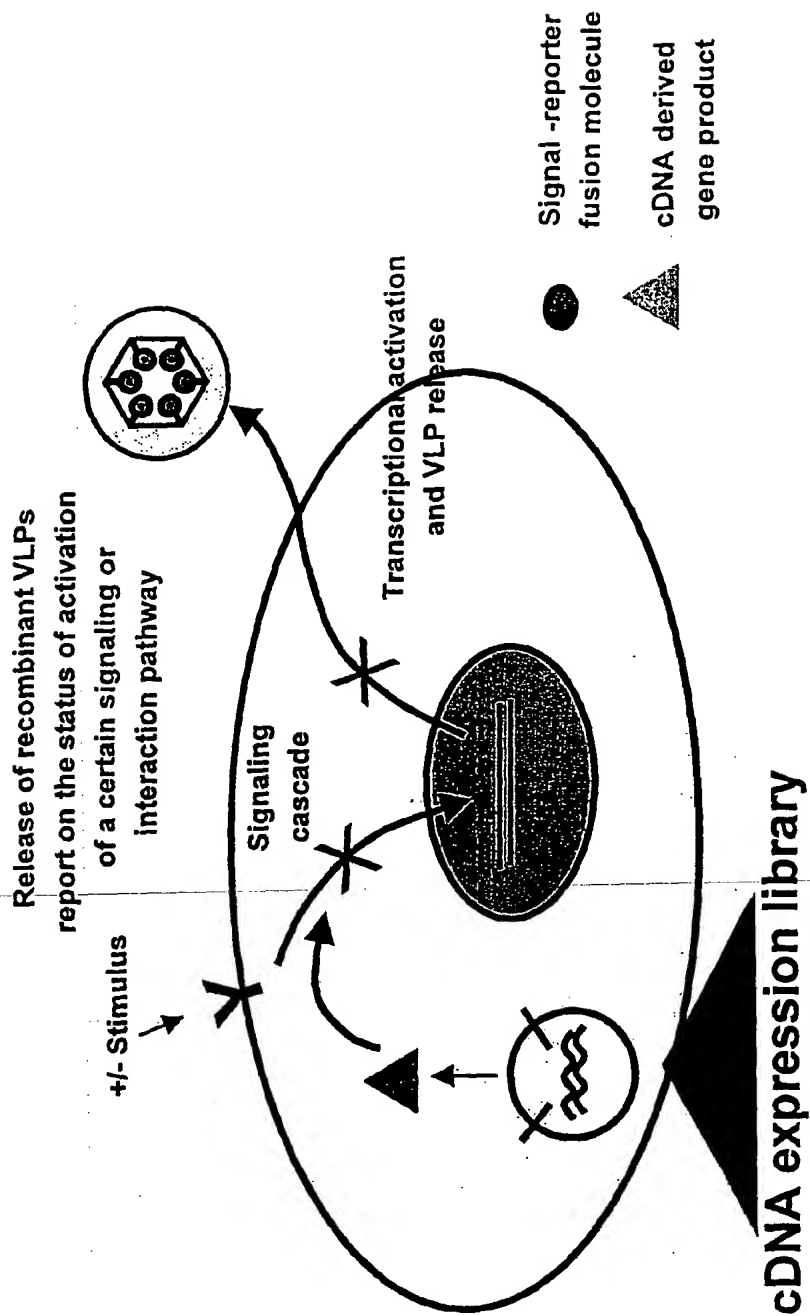 Release of recombinant VLPs
report on the status of activation
of a certain signaling or
interaction pathway
+/- Stimulus
Signaling
cascade
Transcriptional activation
and VLP release
Signal -reporter
fusion molecule
cDNA derived
gene product
cDNA expression library